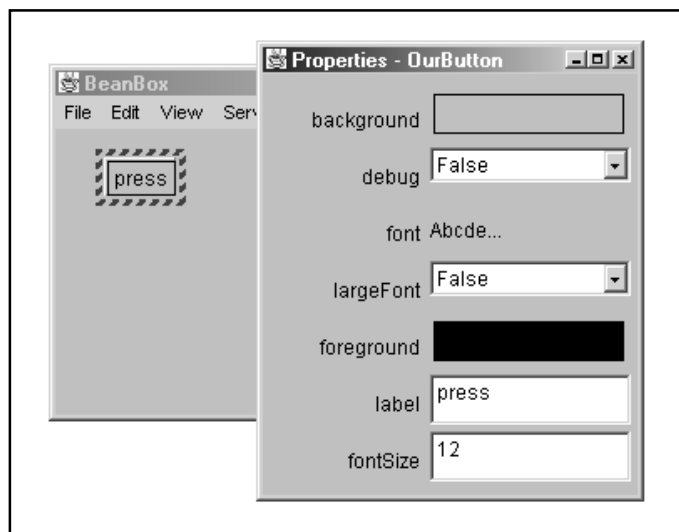 BeanBox
File Edit View
press
Properties - OurButton
background
debug False
font Abcde...
largeFont False
foreground
label press
fontSize 12